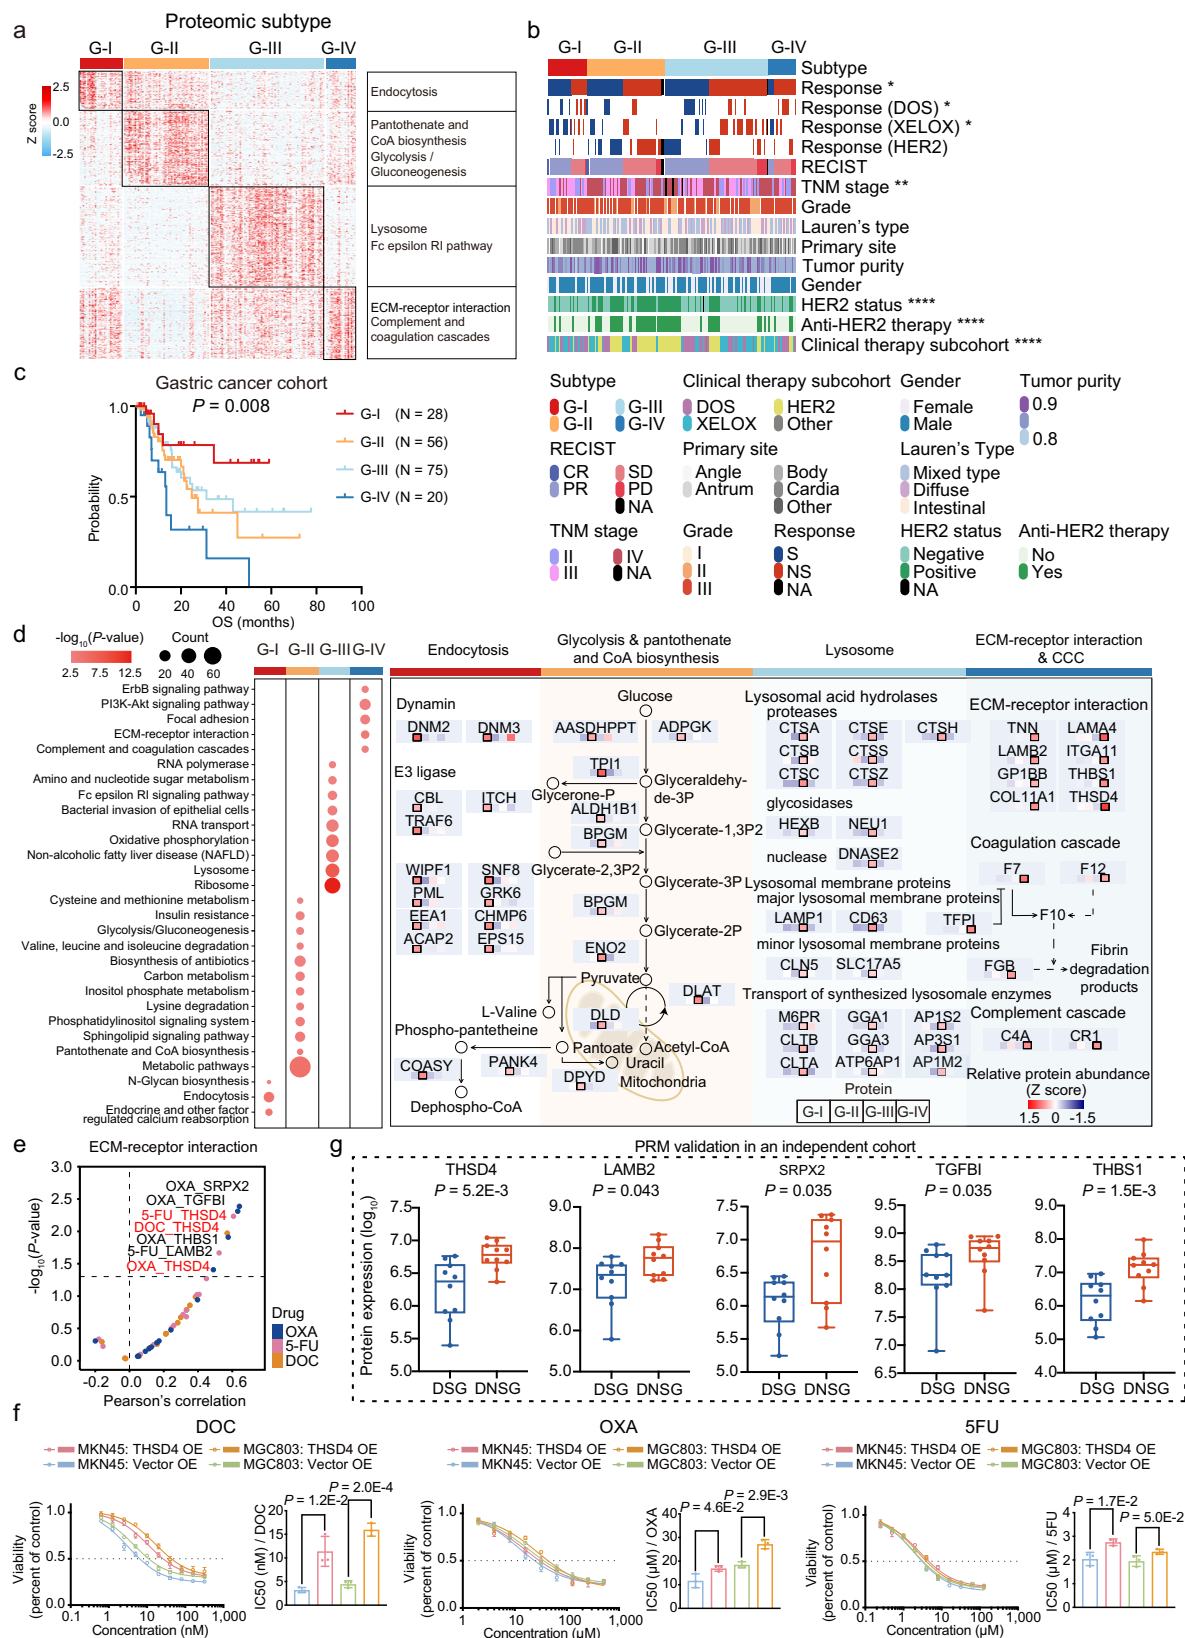 a
Proteomic subtype
G-I
G-II
G-III
G-IV
2.5
0.0
-2.5
Z score
Endocytosis
Pantothenate and
CoA biosynthesis
Glycolysis /
Gluconeogenesis
Lysosome
Fc epsilon RI pathway
ECM-receptor interaction
Complement and
coagulation cascades
b
G-I
G-II
G-III
G-IV
Subtype
Response *
Response (DOS) *
Response (XELOX) *
Response (HER2)
RECIST
TNM stage **
Grade
Lauren's type
Primary site
Tumor purity
Gender
HER2 status ****
Anti-HER2 therapy ****
Clinical therapy subcohort ****
Subtype
G-I
G-II
G-III
G-IV
Clinical therapy subcohort
DOS
XELOX
HER2
Other
Gender
Female
Male
Tumor purity
0.9
0.8
RECIST
CR
PR
SD
PD
NA
Primary site
Angle
Antrum
Body
Cardia
Other
Lauren's Type
Mixed type
Diffuse
Intestinal
TNM stage
II
III
IV
NA
Grade
I
II
III
Response
S
NS
NA
HER2 status
Negative
Positive
NA
Anti-HER2 therapy
No
Yes
c
Gastric cancer cohort
P = 0.008
G-I (N = 28)
G-II (N = 56)
G-III (N = 75)
G-IV (N = 20)
Probability
1.0
0.5
0.0
0 20 40 60 80 100
OS (months)
d
-log10(P-value)
2.5 7.5 12.5
Count
20 40 60
G-I
G-II
G-III
G-IV
ErbB signaling pathway
PI3K-Akt signaling pathway
Focal adhesion
ECM-receptor interaction
Complement and coagulation cascades
RNA polymerase
Amino and nucleotide sugar metabolism
Fc epsilon RI signaling pathway
Bacterial invasion of epithelial cells
RNA transport
Oxidative phosphorylation
Non-alcoholic fatty liver disease (NAFLD)
Lysosome
Ribosome
Cysteine and methionine metabolism
Insulin resistance
Glycolysis/Gluconeogenesis
Valine, leucine and isoleucine degradation
Biosynthesis of antibiotics
Carbon metabolism
Inositol phosphate metabolism
Lysine degradation
Phosphatidylinositol signaling system
Sphingolipid signaling pathway
Pantothenate and CoA biosynthesis
Metabolic pathways
N-Glycan biosynthesis
Endocytosis
Endocrine and other factor
regulated calcium reabsorption
Endocytosis
Glycolysis & pantothenate
and CoA biosynthesis
Lysosome
ECM-receptor interaction
& CCC
Dynamin
DNM2 DNM3
E3 ligase
CBL ITCH
TRAF6
WIPF1 SNF8
PML GRK6
EEA1 CHMP6
ACAP2 EPS15
Glucose
AASDHPPT ADPGK
TPI1
Glycerone-P
Glyceraldehy-
de-3P
ALDH1B1
BPGM
Glycerate-1,3P2
Glycerate-2,3P2
Glycerate-3P
BPGM
Glycerate-2P
ENO2
Pyruvate
DLAT
L-Valine
DLD
Phospho-pantetheine
Pantoate
Acetyl-CoA
COASY
PANK4
Uracil
DPYD
Mitochondria
Dephospho-CoA
Lysosomal acid hydrolases
proteases
CTSA CTSE CTSH
CTSB CTSS
CTSC CTSZ
glycosidases
HEXB NEU1
nuclease DNASE2
Lysosomal membrane proteins
major lysosomal membrane proteins
LAMP1 CD63
minor lysosomal membrane proteins
CLN5 SLC17A5
Transport of synthesized lysosomale enzymes
M6PR GGA1 AP1S2
CLTB GGA3 AP3S1
CLTA ATP6AP1 AP1M2
Protein
G-I G-II G-III G-IV
ECM-receptor interaction
TNN LAMA4
LAMB2 ITGA11
GP1BB THBS1
COL11A1 THSD4
Coagulation cascade
F7 F12
TFPI
F10
FGB
Fibrin
degradation
products
Complement cascade
C4A CR1
Relative protein abundance
(Z score)
1.5 0 -1.5
e
ECM-receptor interaction
-log10(P-value)
3.0
2.5
2.0
1.5
1.0
0.5
0.0
OXA_SRPX2
OXA_TGFBI
5-FU_THSD4
DOC_THSD4
OXA_THBS1
5-FU_LAMB2
OXA_THSD4
Drug
OXA
5-FU
DOC
-0.2 0.0 0.2 0.4 0.6
Pearson's correlation
g
PRM validation in an independent cohort
Protein expression (log10)
THSD4
P = 5.2E-3
7.5
7.0
6.5
6.0
5.5
5.0
DSG DNSG
LAMB2
P = 0.043
9.0
8.0
7.0
6.0
5.0
DSG DNSG
SRPX2
P = 0.035
7.5
7.0
6.5
6.0
5.5
5.0
DSG DNSG
TGFBI
P = 0.035
9.5
9.0
8.5
8.0
7.5
7.0
6.5
DSG DNSG
THBS1
P = 1.5E-3
9.0
8.0
7.0
6.0
5.0
4.0
DSG DNSG
f
DOC
MKN45: THSD4 OE
MGC803: THSD4 OE
MKN45: Vector OE
MGC803: Vector OE
Viability
(percent of control)
1.0
0.5
0.0
0.1 10 1,000
Concentration (nM)
P = 1.2E-2
P = 2.0E-4
IC50 (nM) / DOC
20
15
10
5
0
OXA
MKN45: THSD4 OE
MGC803: THSD4 OE
MKN45: Vector OE
MGC803: Vector OE
Viability
(percent of control)
1.0
0.5
0.0
1 10 100 1,000
Concentration (µM)
P = 4.6E-2
P = 2.9E-3
IC50 (µM) / OXA
40
30
20
10
0
5FU
MKN45: THSD4 OE
MGC803: THSD4 OE
MKN45: Vector OE
MGC803: Vector OE
Viability
(percent of control)
1.0
0.5
0.0
0.1 1 10 100 1,000
Concentration (µM)
P = 1.7E-2
P = 5.0E-2
IC50 (µM) / 5FU
4
3
2
1
0